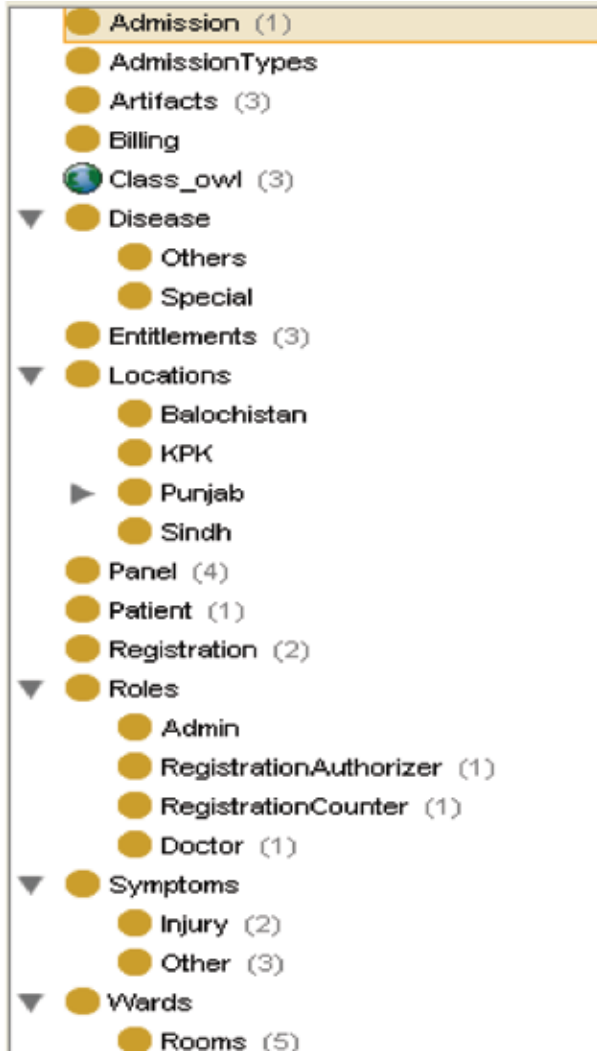 Admission (1)
AdmissionTypes
Artifacts (3)
Billing
Class_owl (3)
Disease
Others
Special
Entitlements (3)
Locations
Balochistan
KPK
Punjab
Sindh
Panel (4)
Patient (1)
Registration (2)
Roles
Admin
RegistrationAuthorizer (1)
RegistrationCounter (1)
Doctor (1)
Symptoms
Injury (2)
Other (3)
Wards
Rooms (5)